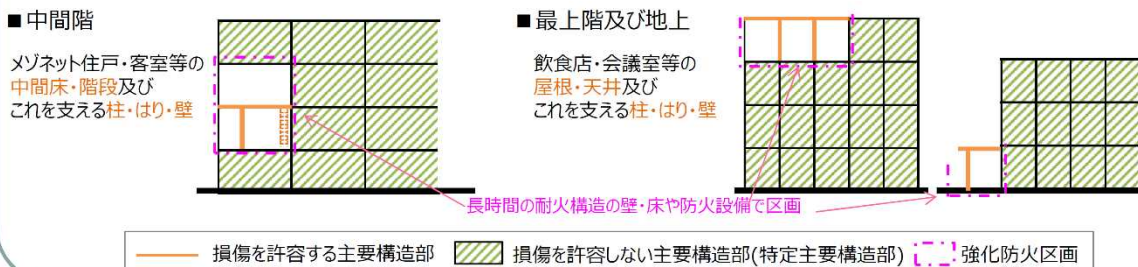 ■中間階
メゾネット住戸・客室等の
中間床・階段及び
これを支える柱・はり・壁
■最上階及び地上
飲食店・会議室等の
屋根・天井及び
これを支える柱・はり・壁
長時間の耐火構造の壁・床や防火設備で区画
損傷を許容する主要構造部
損傷を許容しない主要構造部(特定主要構造部)
強化防火区画